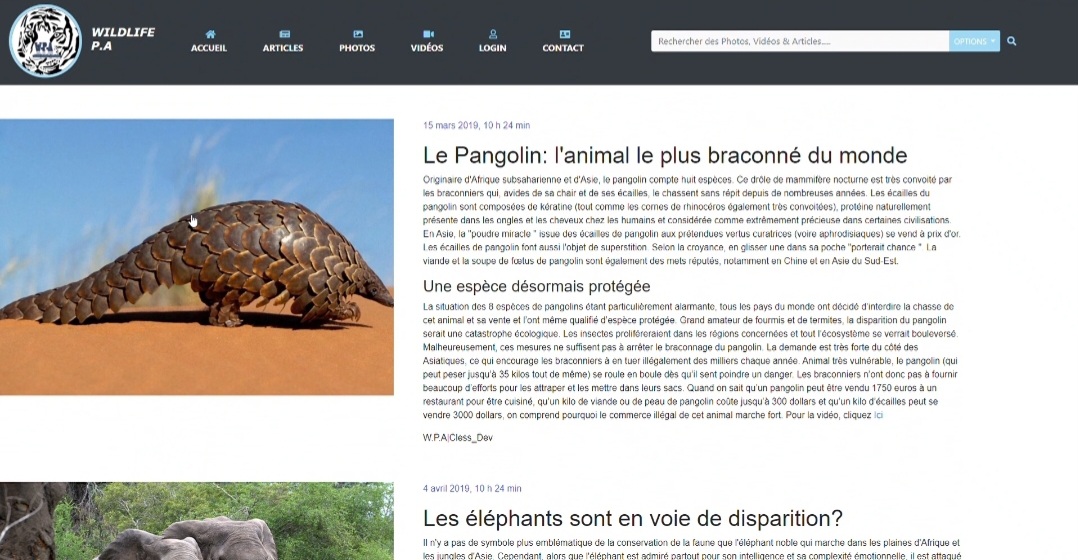 WILDLIFE
P.A
ACCUEIL
ARTICLES
PHOTOS
VIDÉOS
LOGIN
CONTACT
Rechercher des Photos, Vidéos & Articles.....
OPTIONS
15 mars 2019, 10 h 24 min
Le Pangolin: l'animal le plus braconné du monde
Originaire d'Afrique subsaharienne et d'Asie, le pangolin compte huit espèces. Ce drôle de mammifère nocturne est très convoité par
les braconniers qui, avides de sa chair et de ses écailles, le chassent sans répit depuis de nombreuses années. Les écailles du
pangolin sont composées de kératine (tout comme les cornes de rhinocéros également très convoitées), protéine naturellement
présente dans les ongles et les cheveux chez les humains et considérée comme extrêmement précieuse dans certaines civilisations.
En Asie, la "poudre miracle " issue des écailles de pangolin aux prétendues vertus curatrices (voire aphrodisiaques) se vend à prix d'or.
Les écailles de pangolin font aussi l'objet de superstition. Selon la croyance, en glisser une dans sa poche "porterait chance ". La
viande et la soupe de fœtus de pangolin sont également des mets réputés, notamment en Chine et en Asie du Sud-Est.
Une espèce désormais protégée
La situation des 8 espèces de pangolins étant particulièrement alarmante, tous les pays du monde ont décidé d'interdire la chasse de
cet animal et sa vente et l'ont même qualifié d'espèce protégée. Grand amateur de fourmis et de termites, la disparition du pangolin
serait une catastrophe écologique. Les insectes proliféreraient dans les régions concernées et tout l'écosystème se verrait bouleversé.
Malheureusement, ces mesures ne suffisent pas à arrêter le braconnage du pangolin. La demande est très forte du côté des
Asiatiques, ce qui encourage les braconniers à en tuer illégalement des milliers chaque année. Animal très vulnérable, le pangolin (qui
peut peser jusqu'à 35 kilos tout de même) se roule en boule dès qu'il sent poindre un danger. Les braconniers n'ont donc pas à fournir
beaucoup d'efforts pour les attraper et les mettre dans leurs sacs. Quand on sait qu'un pangolin peut être vendu 1750 euros à un
restaurant pour être cuisiné, qu'un kilo de viande ou de peau de pangolin coûte jusqu'à 300 dollars et qu'un kilo d'écailles peut se
vendre 3000 dollars, on comprend pourquoi le commerce illégal de cet animal marche fort. Pour la vidéo, cliquez Ici
W.P.A|Cless_Dev
4 avril 2019, 10 h 24 min
Les éléphants sont en voie de disparition?
Il n'y a pas de symbole plus emblématique de la conservation de la faune que l'éléphant noble qui marche dans les plaines d'Afrique et
les jungles d'Asie. Cependant, alors que l'éléphant est admiré partout pour son intelligence et sa complexité émotionnelle, il est attaqué